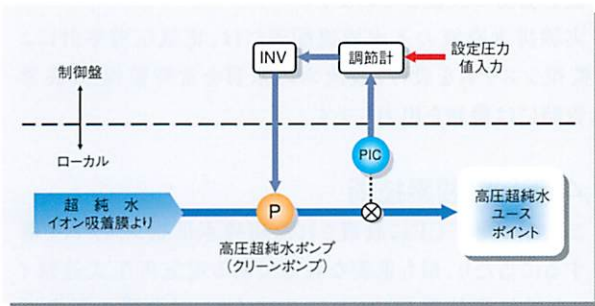 INV
調節計
設定圧力
値入力
制御盤
ローカル
PIC
超純水
イオン吸着膜より
P
高圧超純水ポンプ
(クリーンポンプ)
高圧超純水
ユース
ポイント